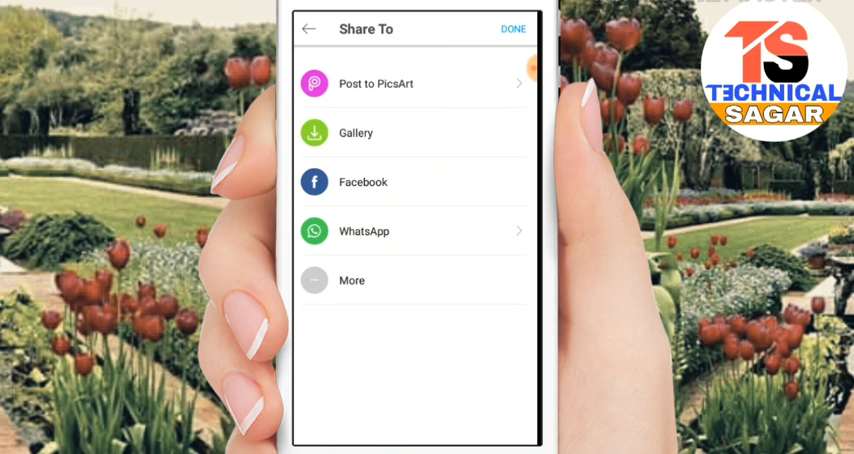 Share To
DONE
Post to PicsArt
Gallery
Facebook
WhatsApp
More
TS
TECHNICAL
SAGAR